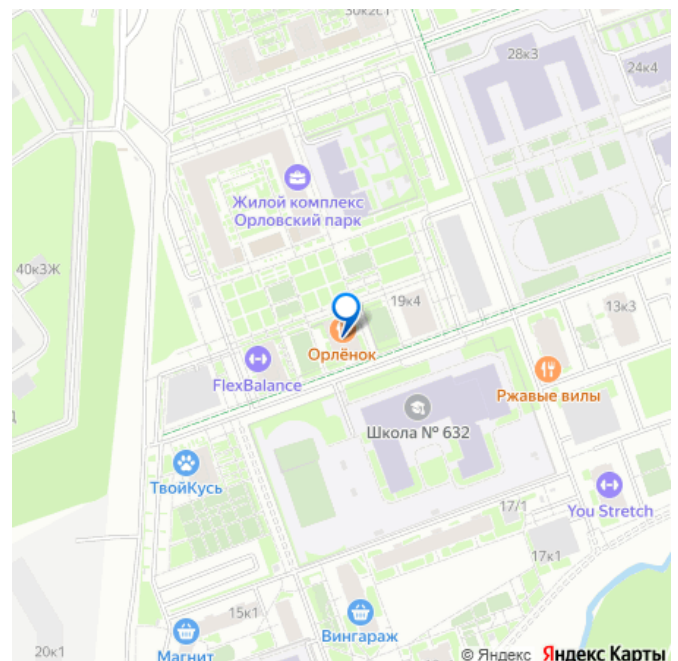 30к2с1
28к3
24к4
Жилой комплекс
Орловский парк
40к3Ж
19к4
13к3
Орлёнок
FlexBalance
Ржавые вилы
Школа № 632
ТвойКусь
You Stretch
17/1
17к1
15к1
Вингараж
20к1
Магнит
© Яндекс Яндекс Карты